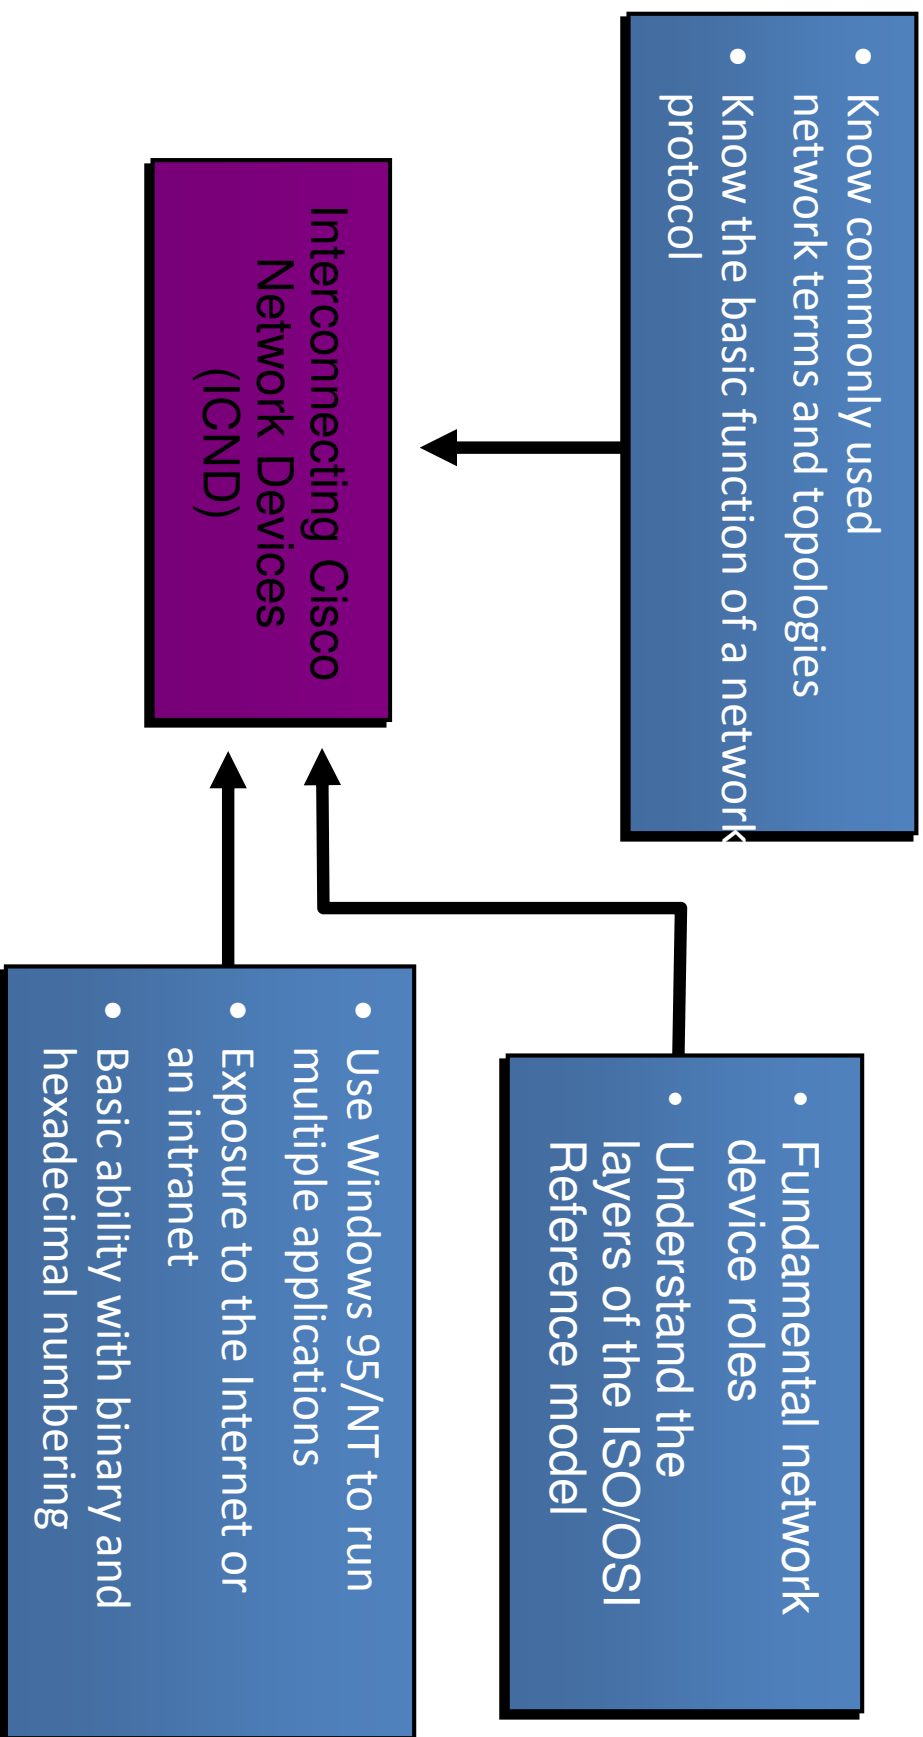 • Know commonly used
network terms and topologies
• Know the basic function of a network
protocol
• Fundamental network
device roles
• Understand the
layers of the ISO/OSI
Reference model
Interconnecting Cisco
Network Devices
(ICND)
• Use Windows 95/NT to run
multiple applications
• Exposure to the Internet or
an intranet
• Basic ability with binary and
hexadecimal numbering